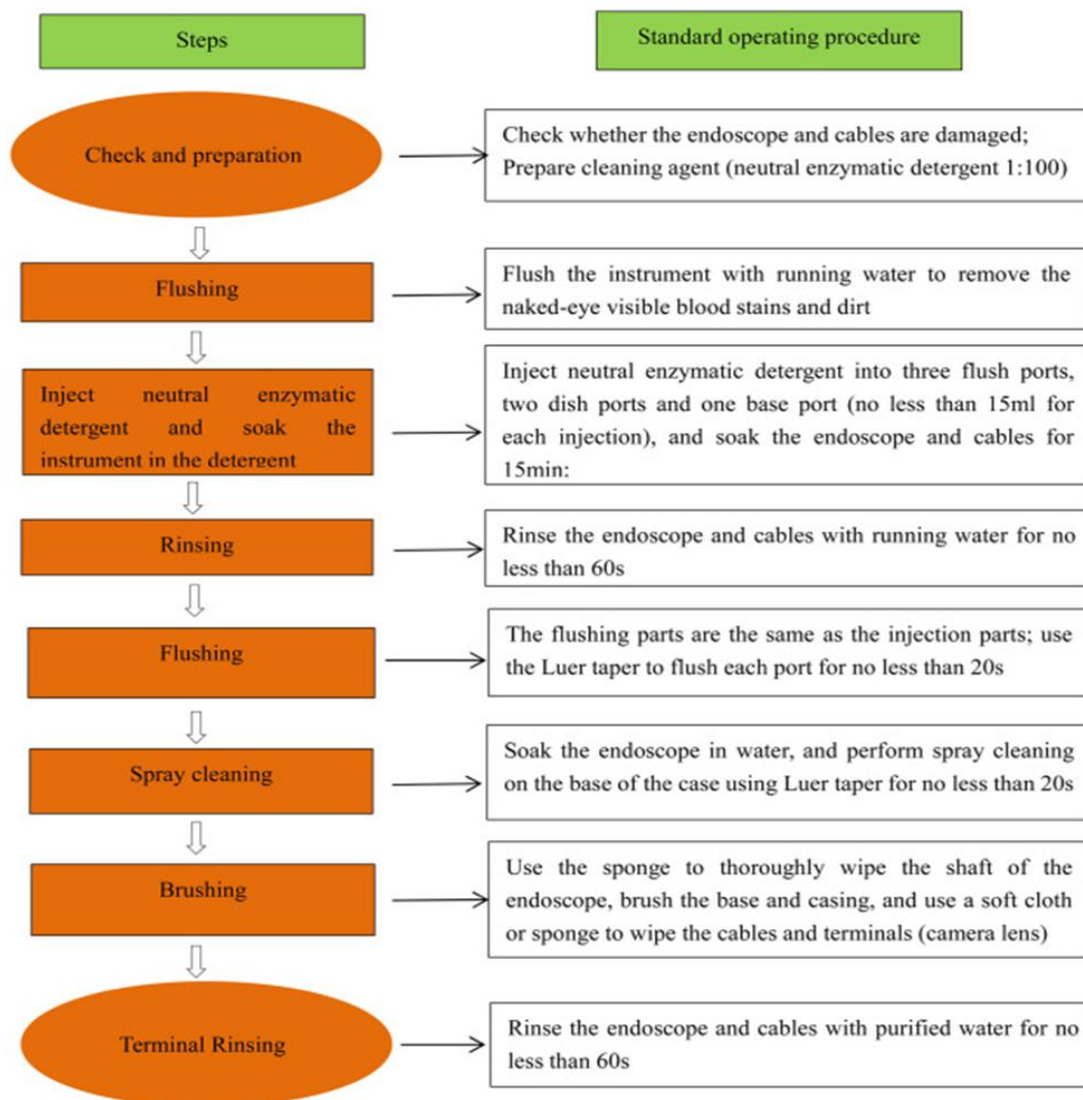 Steps
Standard operating procedure
Check and preparation
Check whether the endoscope and cables are damaged;
Prepare cleaning agent (neutral enzymatic detergent 1:100)
Flushing
Flush the instrument with running water to remove the
naked-eye visible blood stains and dirt
Inject neutral enzymatic
detergent and soak the
instrument in the detergent
Inject neutral enzymatic detergent into three flush ports,
two dish ports and one base port (no less than 15ml for
each injection), and soak the endoscope and cables for
15min:
Rinsing
Rinse the endoscope and cables with running water for no
less than 60s
Flushing
The flushing parts are the same as the injection parts; use
the Luer taper to flush each port for no less than 20s
Spray cleaning
Soak the endoscope in water, and perform spray cleaning
on the base of the case using Luer taper for no less than 20s
Brushing
Use the sponge to thoroughly wipe the shaft of the
endoscope, brush the base and casing, and use a soft cloth
or sponge to wipe the cables and terminals (camera lens)
Terminal Rinsing
Rinse the endoscope and cables with purified water for no
less than 60s